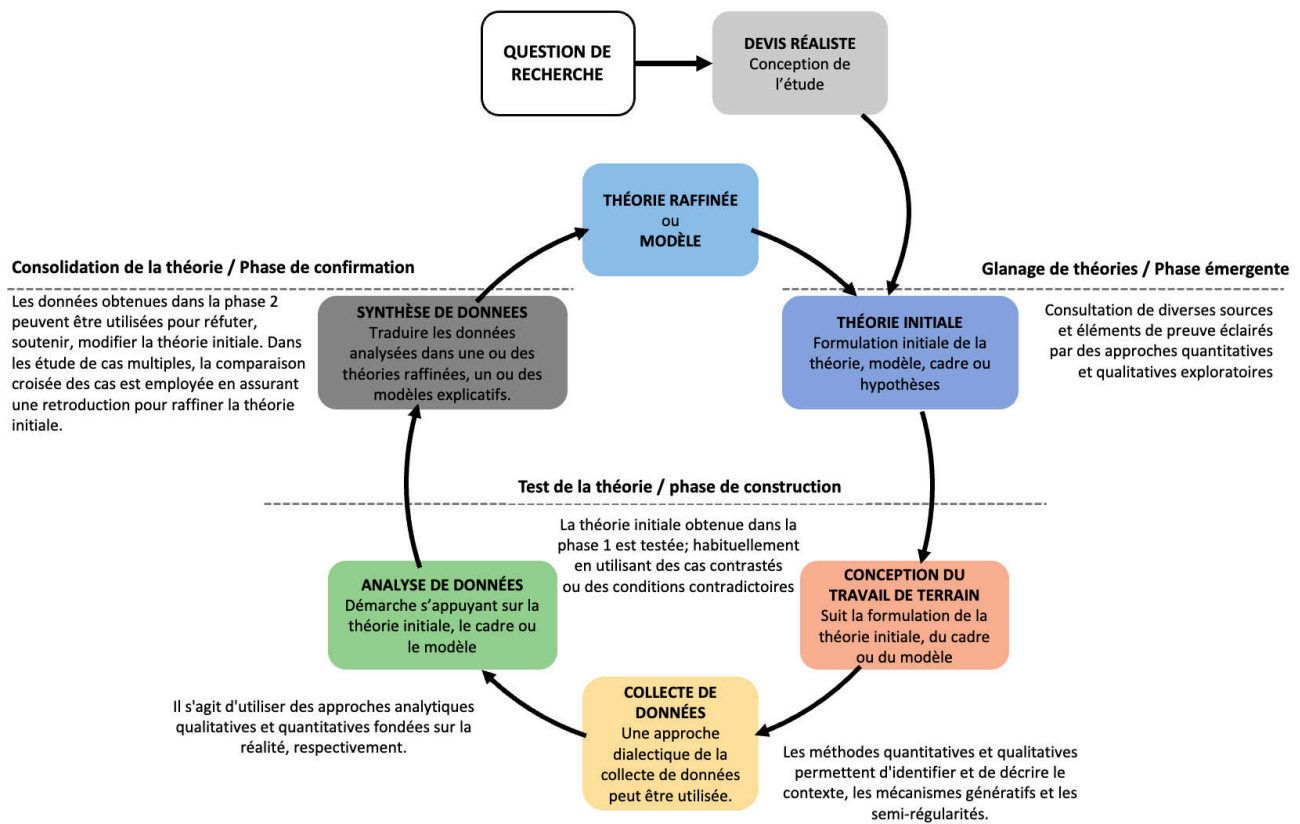 QUESTION DE
RECHERCHE
DEVIS RÉALISTE
Conception de
l’étude
THÉORIE RAFFINÉE
ou
MODÈLE
Consolidation de la théorie / Phase de confirmation
Les données obtenues dans la phase 2
peuvent être utilisées pour réfuter,
soutenir, modifier la théorie initiale. Dans
les étude de cas multiples, la comparaison
croisée des cas est employée en assurant
une retroduction pour raffiner la théorie
initiale.
SYNTHÈSE DE DONNEES
Traduire les données
analysées dans une ou des
théories raffinées, un ou des
modèles explicatifs.
Glanage de théories / Phase émergente
THÉORIE INITIALE
Formulation initiale de la
théorie, modèle, cadre ou
hypothèses
Consultation de diverses sources
et éléments de preuve éclairés
par des approches quantitatives
et qualitatives exploratoires
Test de la théorie / phase de construction
La théorie initiale obtenue dans la
phase 1 est testée; habituellement
en utilisant des cas contrastés
ou des conditions contradictoires
ANALYSE DE DONNÉES
Démarche s’appuyant sur la
théorie initiale, le cadre ou
le modèle
CONCEPTION DU
TRAVAIL DE TERRAIN
Suit la formulation de la
théorie initiale, du cadre
ou du modèle
Il s'agit d'utiliser des approches analytiques
qualitatives et quantitatives fondées sur la
réalité, respectivement.
COLLECTE DE
DONNÉES
Une approche
dialectique de la
collecte de données
peut être utilisée.
Les méthodes quantitatives et qualitatives
permettent d'identifier et de décrire le
contexte, les mécanismes génératifs et les
semi-régularités.